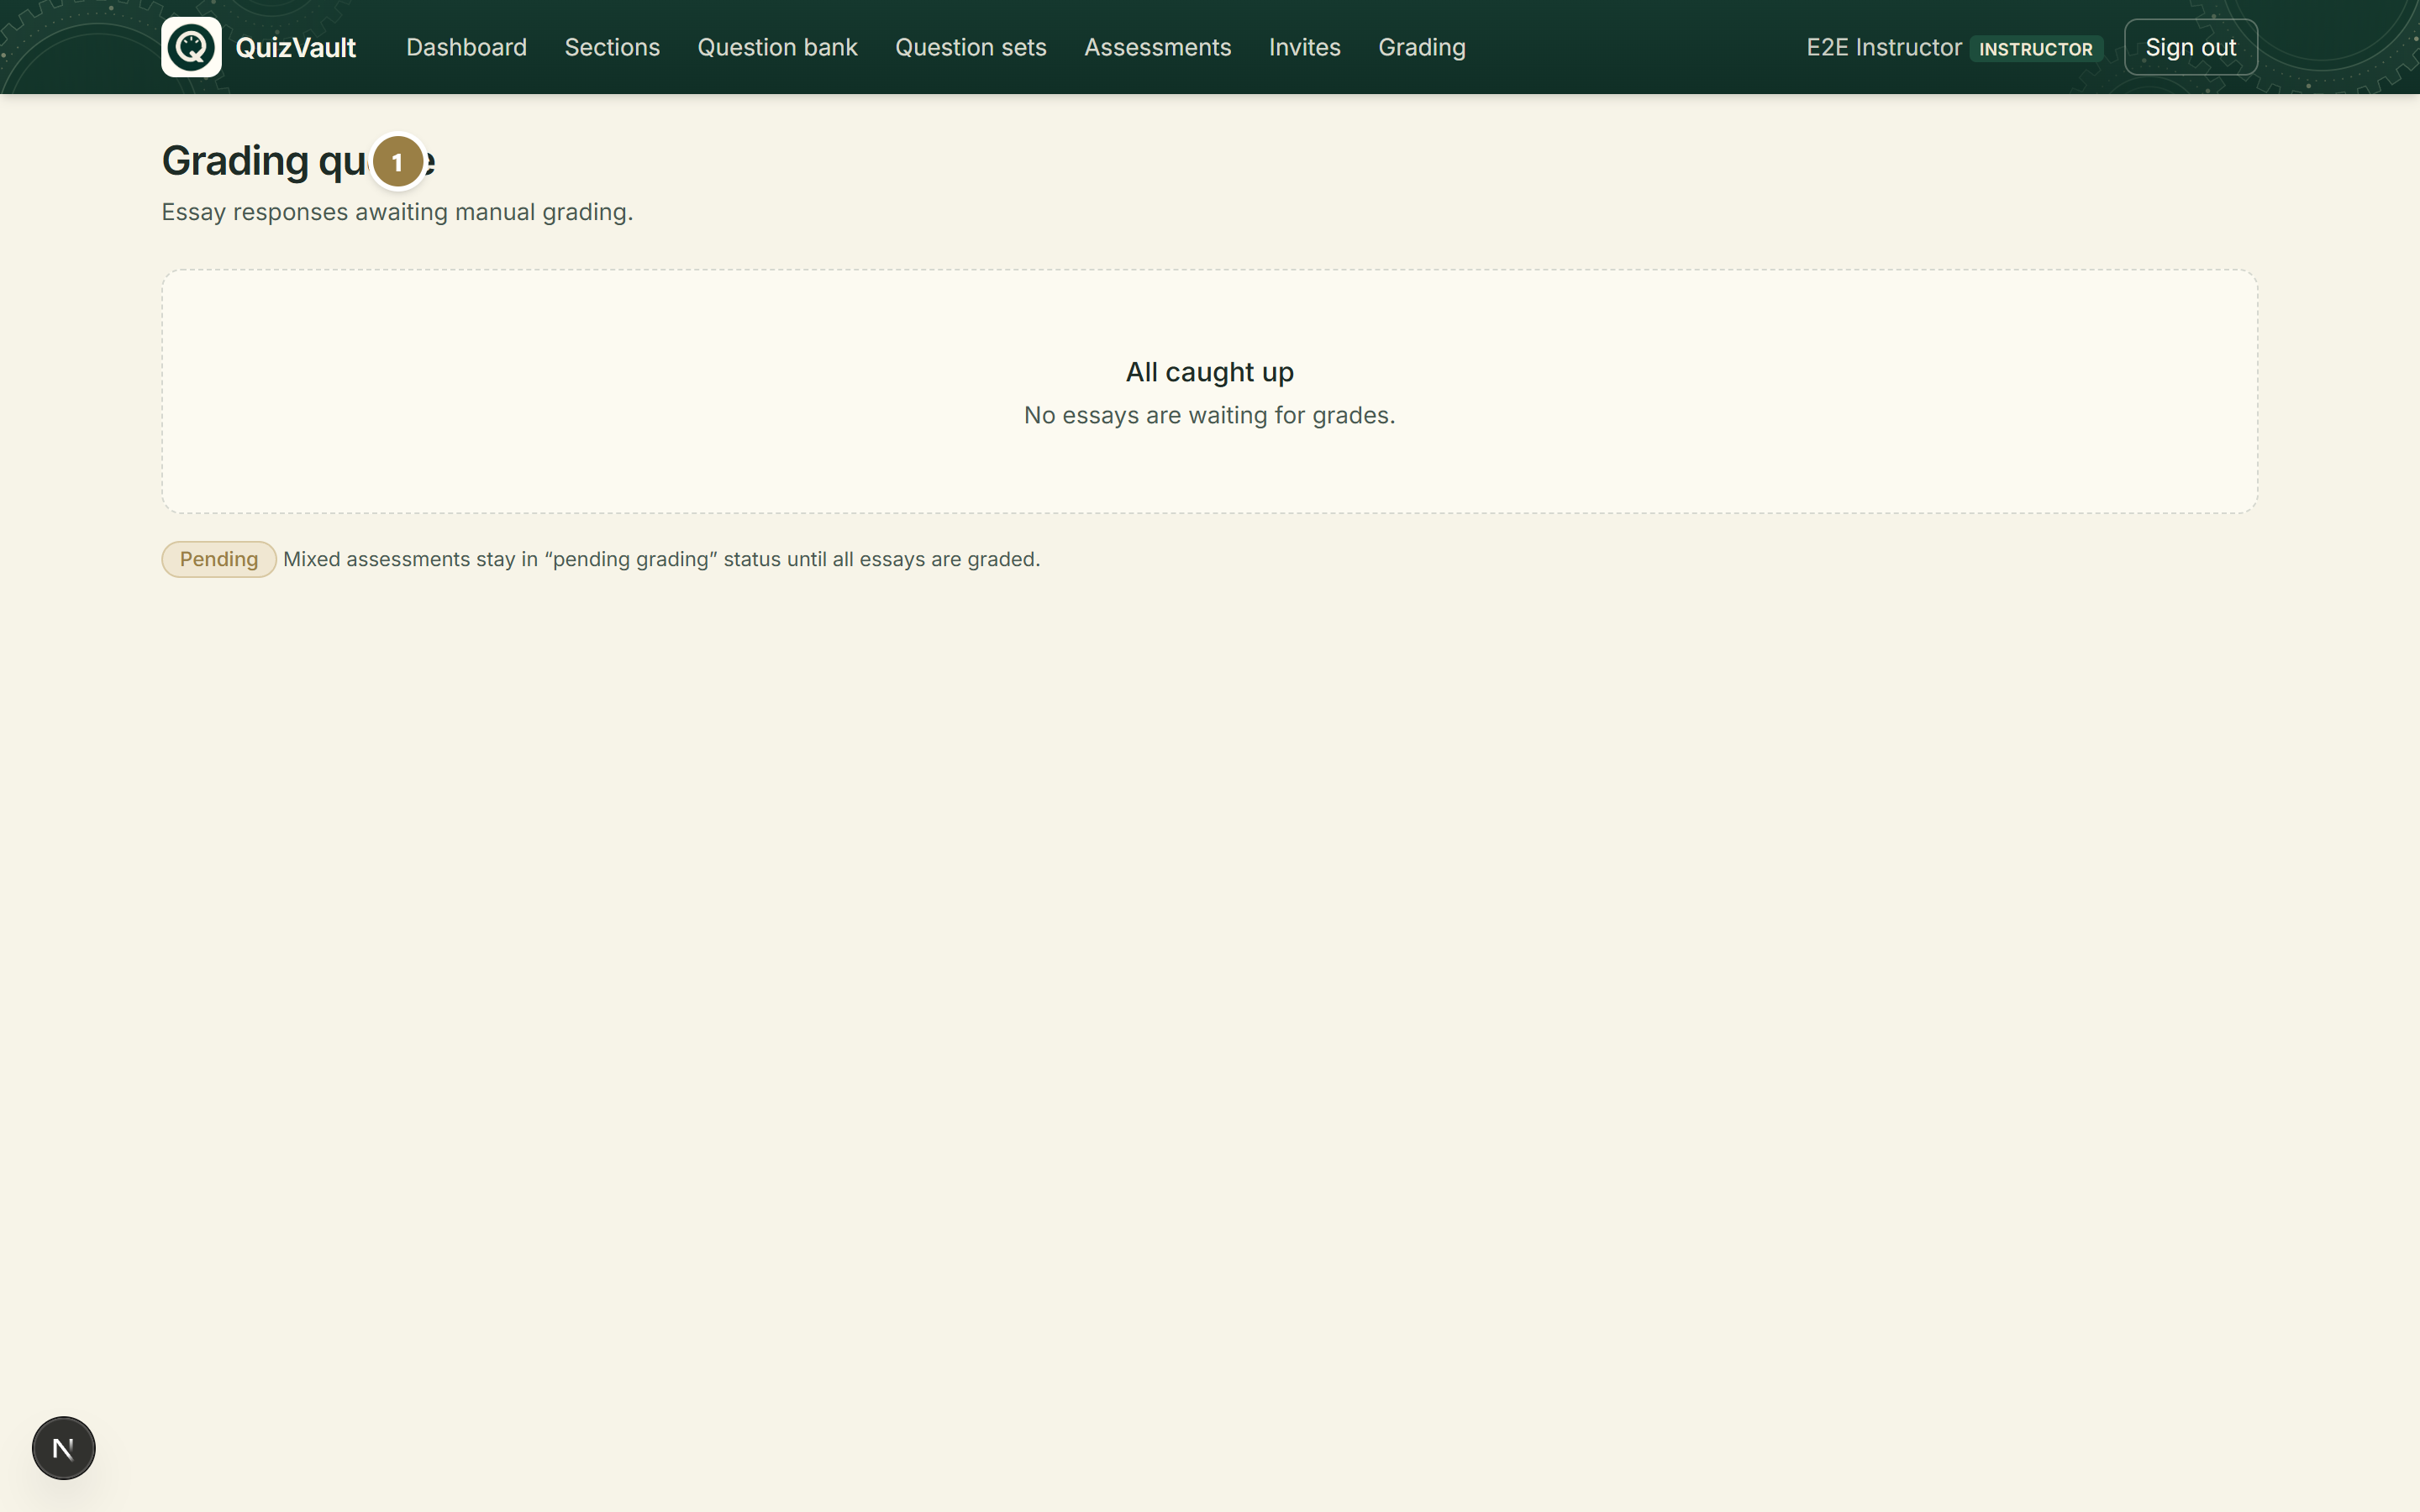 QuizVault Dashboard Sections Question bank Question sets Assessments Invites Grading E2E Instructor INSTRUCTOR Sign out
Grading
1
Essay responses awaiting manual grading.
All caught up
No essays are waiting for grades.
Pending Mixed assessments stay in “pending grading” status until all essays are graded.
N